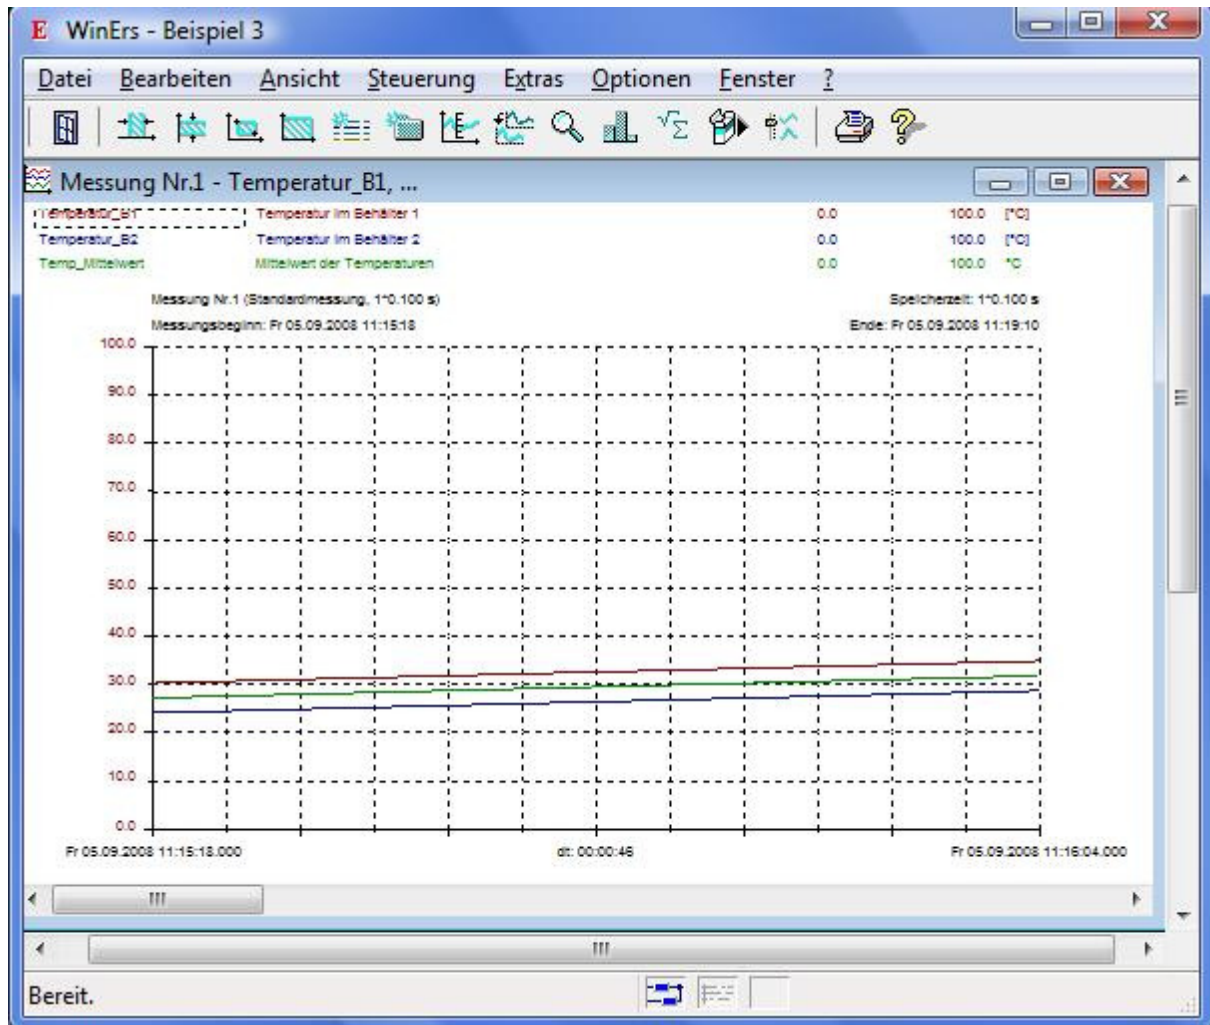 E WinErs - Beispiel 3
Datei Bearbeiten Ansicht Steuerung Extras Optionen Fenster ?
Messung Nr.1 - Temperatur_B1, ...
Temperatur_B1 Temperatur im Behälter 1 0.0 100.0 [°C]
Temperatur_B2 Temperatur im Behälter 2 0.0 100.0 [°C]
Temp_Mittelwert Mittelwert der Temperaturen 0.0 100.0 °C
Messung Nr.1 (Standardmessung, 1*0.100 s) Speicherzeit: 1*0.100 s
Messungsbeginn: Fr 05.09.2008 11:15:18 Ende: Fr 05.09.2008 11:19:10
100.0
90.0
80.0
70.0
60.0
50.0
40.0
30.0
20.0
10.0
0.0
Fr 05.09.2008 11:15:18.000 dt: 00:00:46 Fr 05.09.2008 11:16:04.000
Bereit.